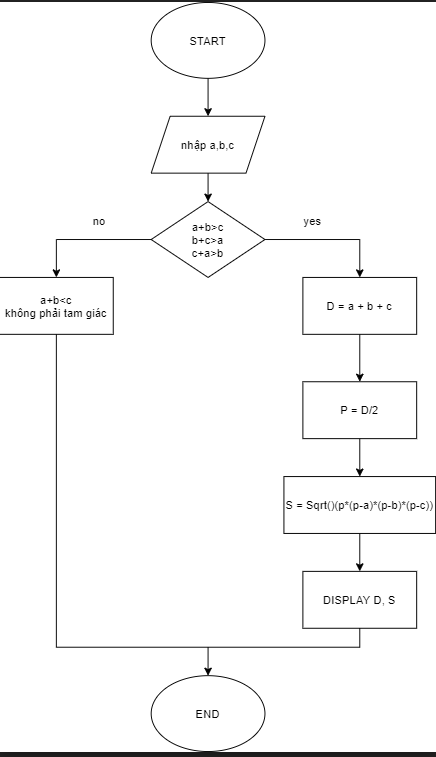 START
nhập a,b,c
a+b>c
b+c>a
c+a>b
no
yes
a+b<c
không phải tam giác
D = a + b + c
P = D/2
S = Sqrt()(p*(p-a)*(p-b)*(p-c))
DISPLAY D, S
END